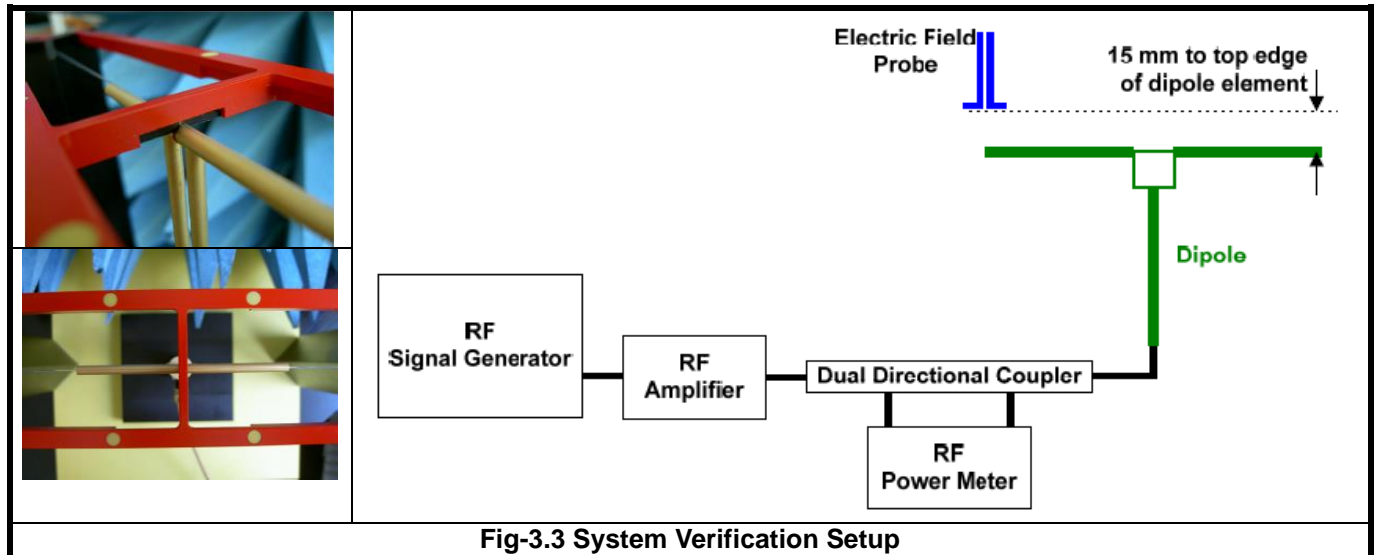 Electric Field
Probe
15 mm to top edge
of dipole element
Dipole
RF
Signal Generator
RF
Amplifier
Dual Directional Coupler
RF
Power Meter
Fig-3.3 System Verification Setup